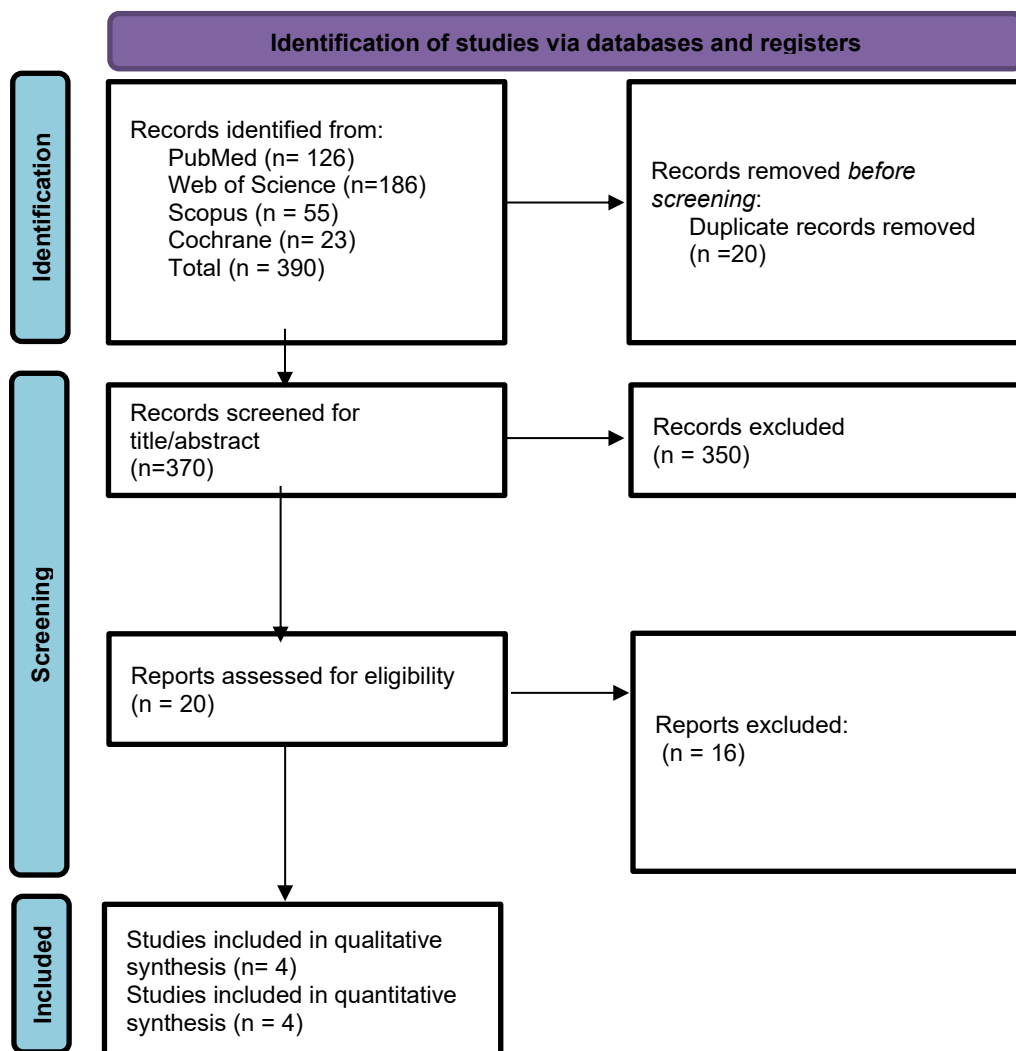 Identification of studies via databases and registers
Identification
Records identified from:
PubMed (n= 126)
Web of Science (n=186)
Scopus (n = 55)
Cochrane (n= 23)
Total (n = 390)
Records removed before
screening:
Duplicate records removed
(n =20)
Screening
Records screened for
title/abstract
(n=370)
Records excluded
(n = 350)
Reports assessed for eligibility
(n = 20)
Reports excluded:
(n = 16)
Included
Studies included in qualitative
synthesis (n= 4)
Studies included in quantitative
synthesis (n = 4)